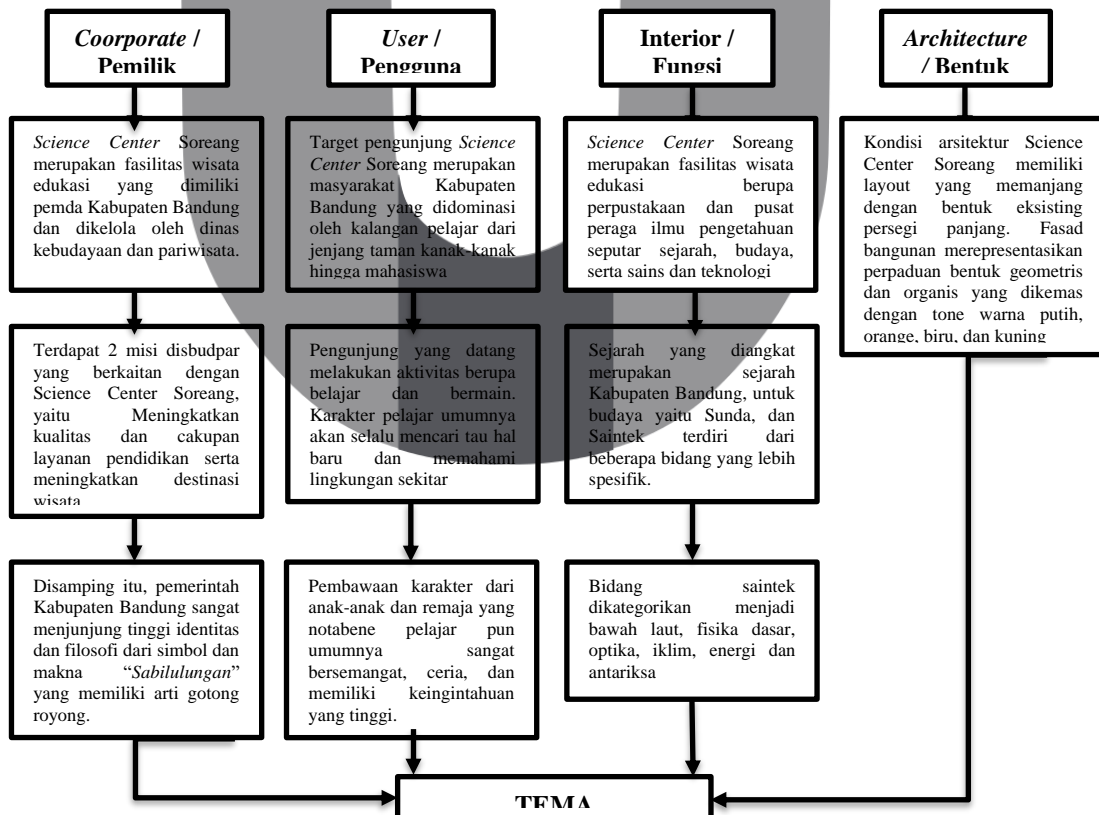 Coorporate /
Pemilik
User /
Pengguna
Interior /
Fungsi
Architecture
/ Bentuk
Science Center Soreang
merupakan fasilitas wisata
edukasi yang dimiliki
pemda Kabupaten Bandung
dan dikelola oleh dinas
kebudayaan dan pariwisata.
Target pengunjung Science
Center Soreang merupakan
masyarakat Kabupaten
Bandung yang didominasi
oleh kalangan pelajar dari
jenjang taman kanak-kanak
hingga mahasiswa
Science Center Soreang
merupakan fasilitas wisata
edukasi berupa
perpustakaan dan pusat
peraga ilmu pengetahuan
seputar sejarah, budaya,
serta sains dan teknologi
Kondisi arsitektur Science
Center Soreang memiliki
layout yang memanjang
dengan bentuk eksisting
persegi panjang. Fasad
bangunan merepresentasikan
perpaduan bentuk geometris
dan organis yang dikemas
dengan tone warna putih,
orange, biru, dan kuning
Terdapat 2 misi disbudpar
yang berkaitan dengan
Science Center Soreang,
yaitu Meningkatkan
kualitas dan cakupan
layanan pendidikan serta
meningkatkan destinasi
wisata
Pengunjung yang datang
melakukan aktivitas berupa
belajar dan bermain.
Karakter pelajar umumnya
akan selalu mencari tau hal
baru dan memahami
lingkungan sekitar
Sejarah yang diangkat
merupakan sejarah
Kabupaten Bandung, untuk
budaya yaitu Sunda, dan
Saintek terdiri dari
beberapa bidang yang lebih
spesifik.
Disamping itu, pemerintah
Kabupaten Bandung sangat
menjunjung tinggi identitas
dan filosofi dari simbol dan
makna “Sabilulungan”
yang memiliki arti gotong
royong.
Pembawaan karakter dari
anak-anak dan remaja yang
notabene pelajar pun
umumnya sangat
bersemangat, ceria, dan
memiliki keingintahuan
yang tinggi.
Bidang saintek
dikategorikan menjadi
bawah laut, fisika dasar,
optika, iklim, energi dan
antariksa
TEMA